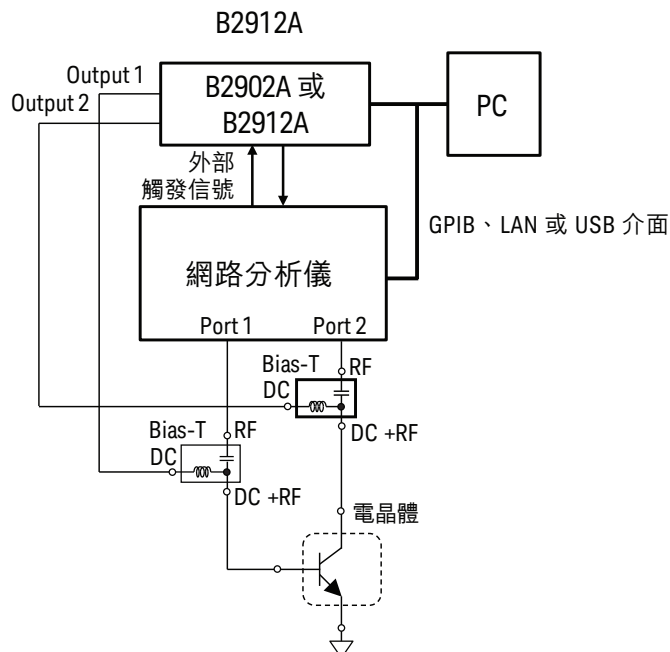 B2912A
Output 1
Output 2
B2902A 或
B2912A
PC
外部
觸發信號
GPIB、LAN 或 USB 介面
網路分析儀
Port 1
Port 2
Bias-T
RF
DC
DC +RF
Bias-T
RF
DC
DC +RF
電晶體